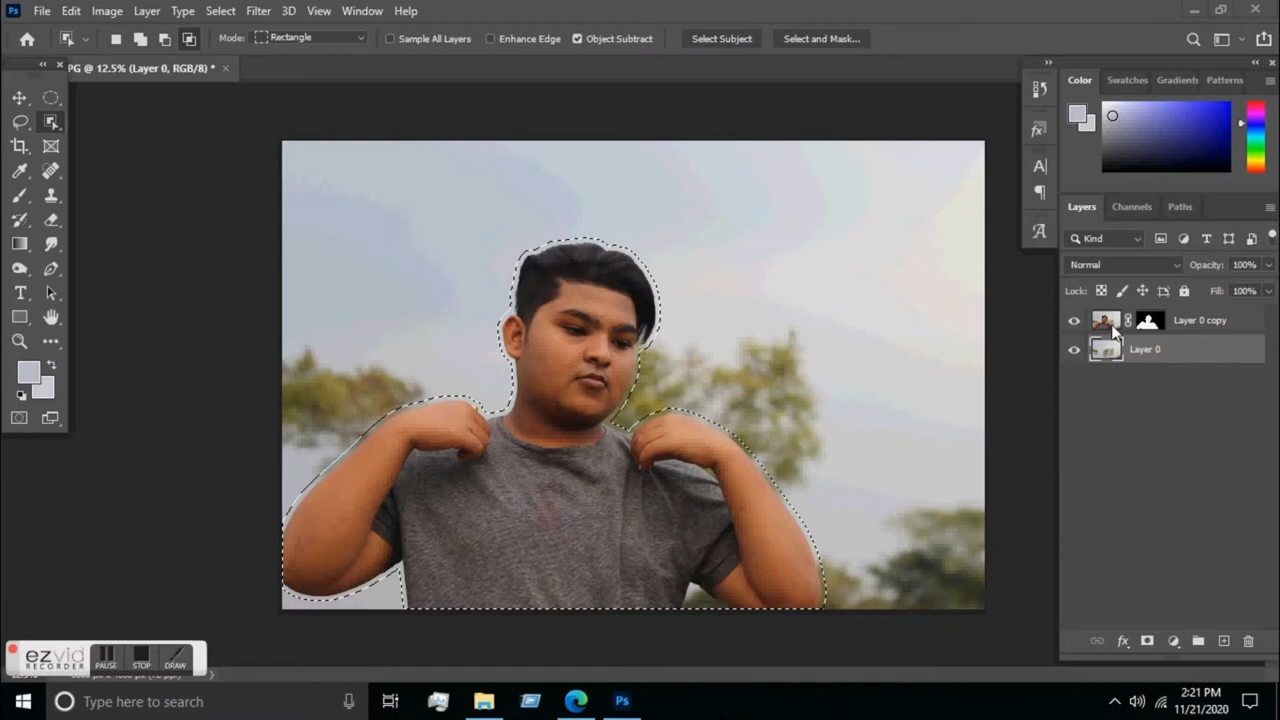 Ps File Edit Image Layer Type Select Filter 3D View Window Help
Mode: Rectangle Sample All Layers Enhance Edge Object Subtract Select Subject Select and Mask...
PG @ 12.5% (Layer 0, RGB/8) *
Color Swatches Gradients Patterns
Layers Channels Paths
Kind
Normal Opacity: 100%
Lock: Fill: 100%
Layer 0 copy
Layer 0
fx
ezvid
RECORDER
PAUSE STOP DRAW
Type here to search
Ps
2:21 PM
11/21/2020